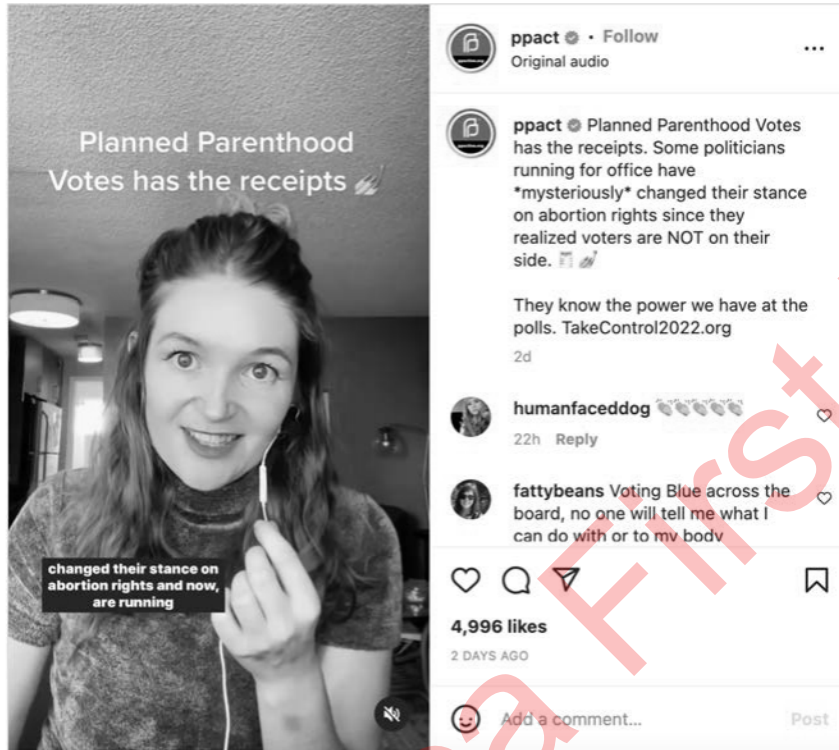 Planned Parenthood
Votes has the receipts
changed their stance on
abortion rights and now,
are running
ppact • Follow
Original audio
ppact Planned Parenthood Votes
has the receipts. Some politicians
running for office have
*mysteriously* changed their stance
on abortion rights since they
realized voters are NOT on their
side.
They know the power we have at the
polls. TakeControl2022.org
2d
humanfaceddog
22h Reply
fattybeans Voting Blue across the
board, no one will tell me what I
can do with or to my body
4,996 likes
2 DAYS AGO
Add a comment...
Post
a First